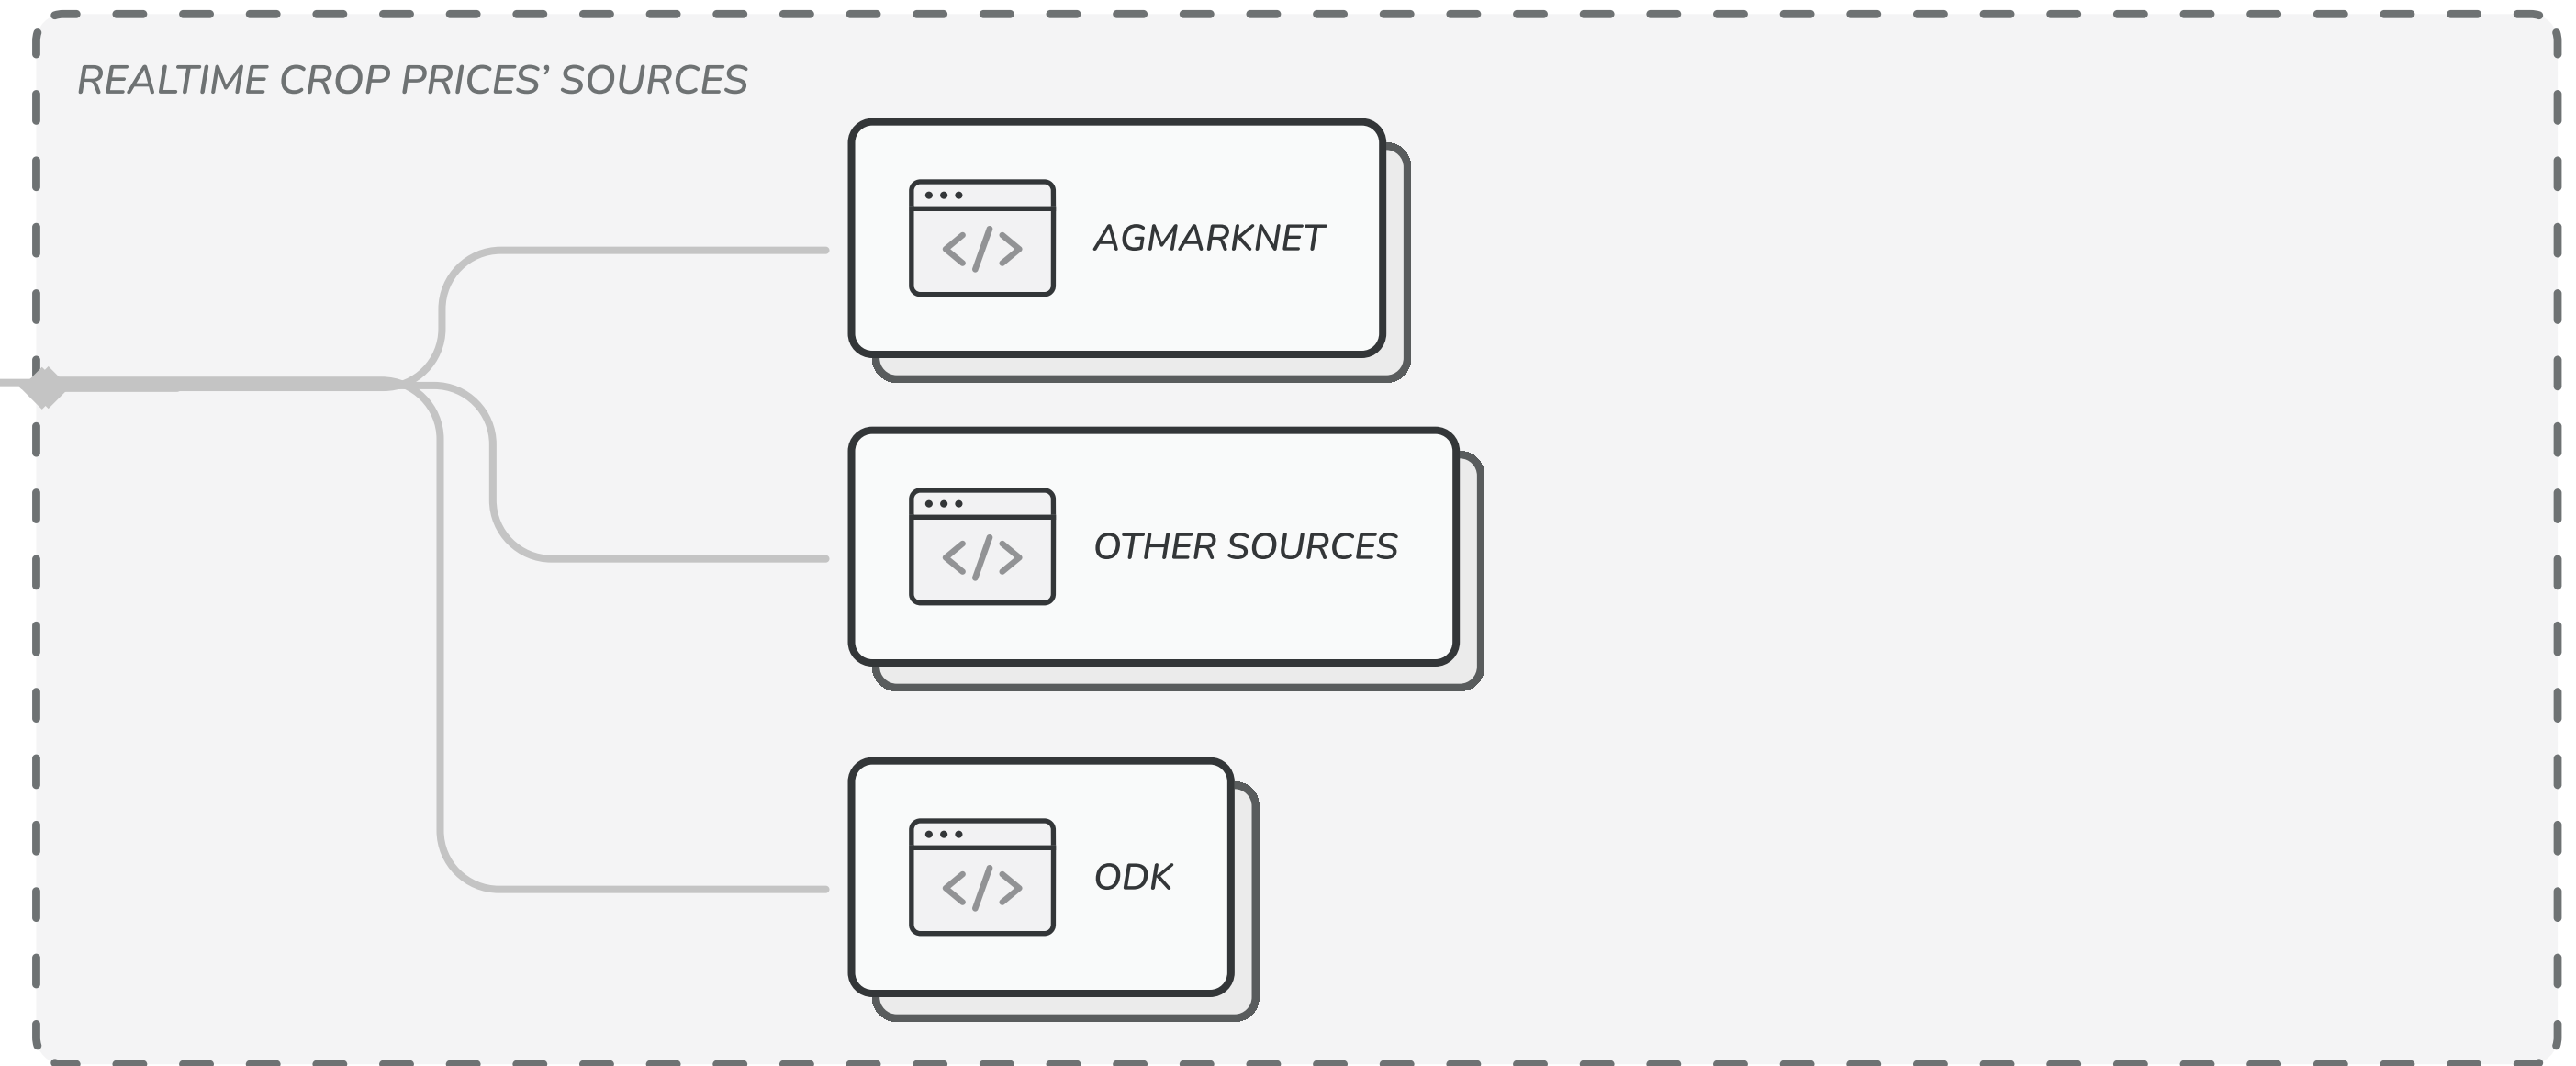 REALTIME CROP PRICES’ SOURCES
AGMARKNET
</>
OTHER SOURCES
</>
ODK
</>